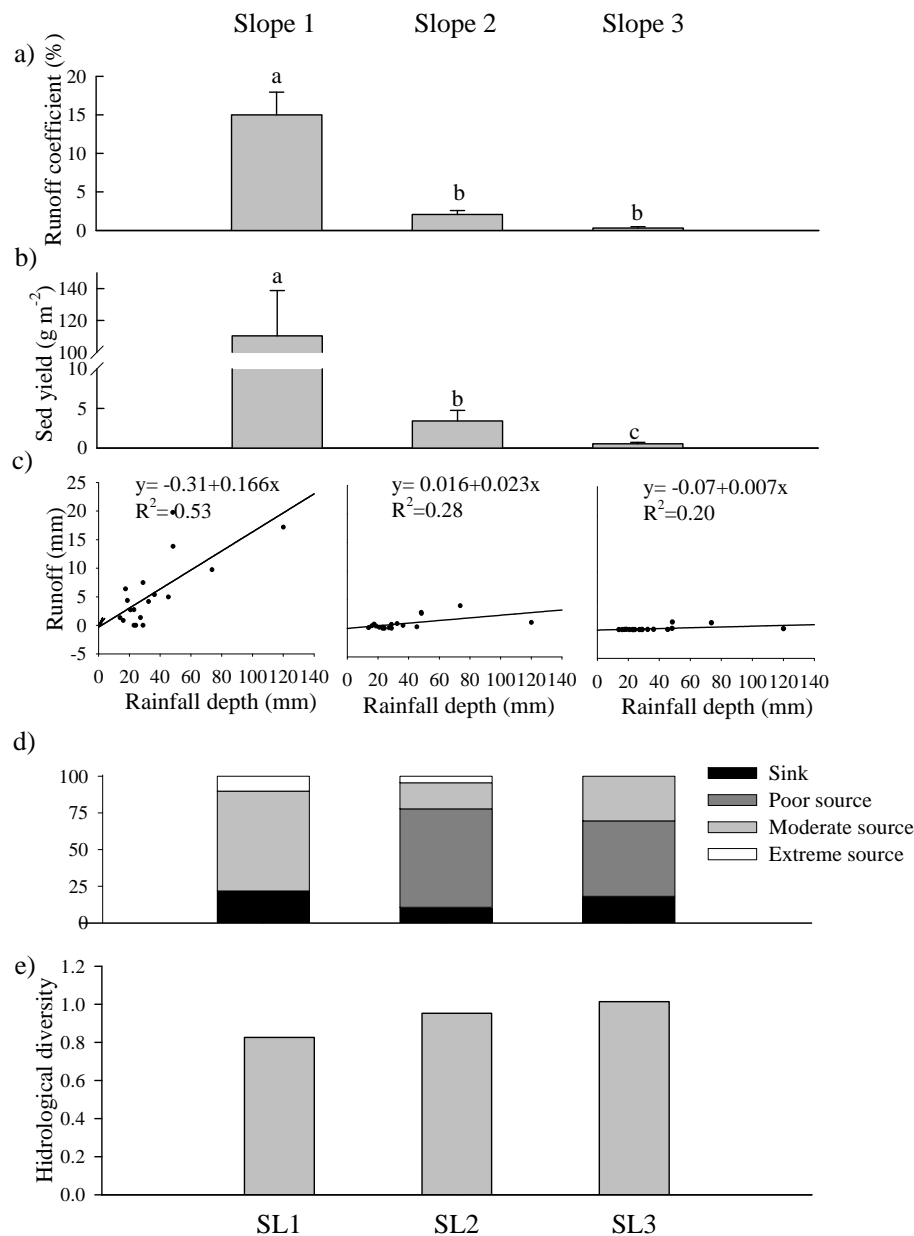 Slope 1 Slope 2 Slope 3
a)
Runoff coefficient (%)
20
15
10
5
0
a
b
b
b)
Sed yield (g m⁻²)
140
120
100
10
5
0
a
b
c
c)
Runoff (mm)
25
20
15
10
5
0
-5
y= -0.31+0.166x
R²=0.53
y= 0.016+0.023x
R²=0.28
y= -0.07+0.007x
R²=0.20
0 20 40 60 80 100 120 140
0 20 40 60 80 100 120 140
0 20 40 60 80 100 120 140
Rainfall depth (mm) Rainfall depth (mm) Rainfall depth (mm)
d)
100
75
50
25
0
Sink
Poor source
Moderate source
Extreme source
e)
Hidrological diversity
1.2
1.0
0.8
0.6
0.4
0.2
0.0
SL1 SL2 SL3